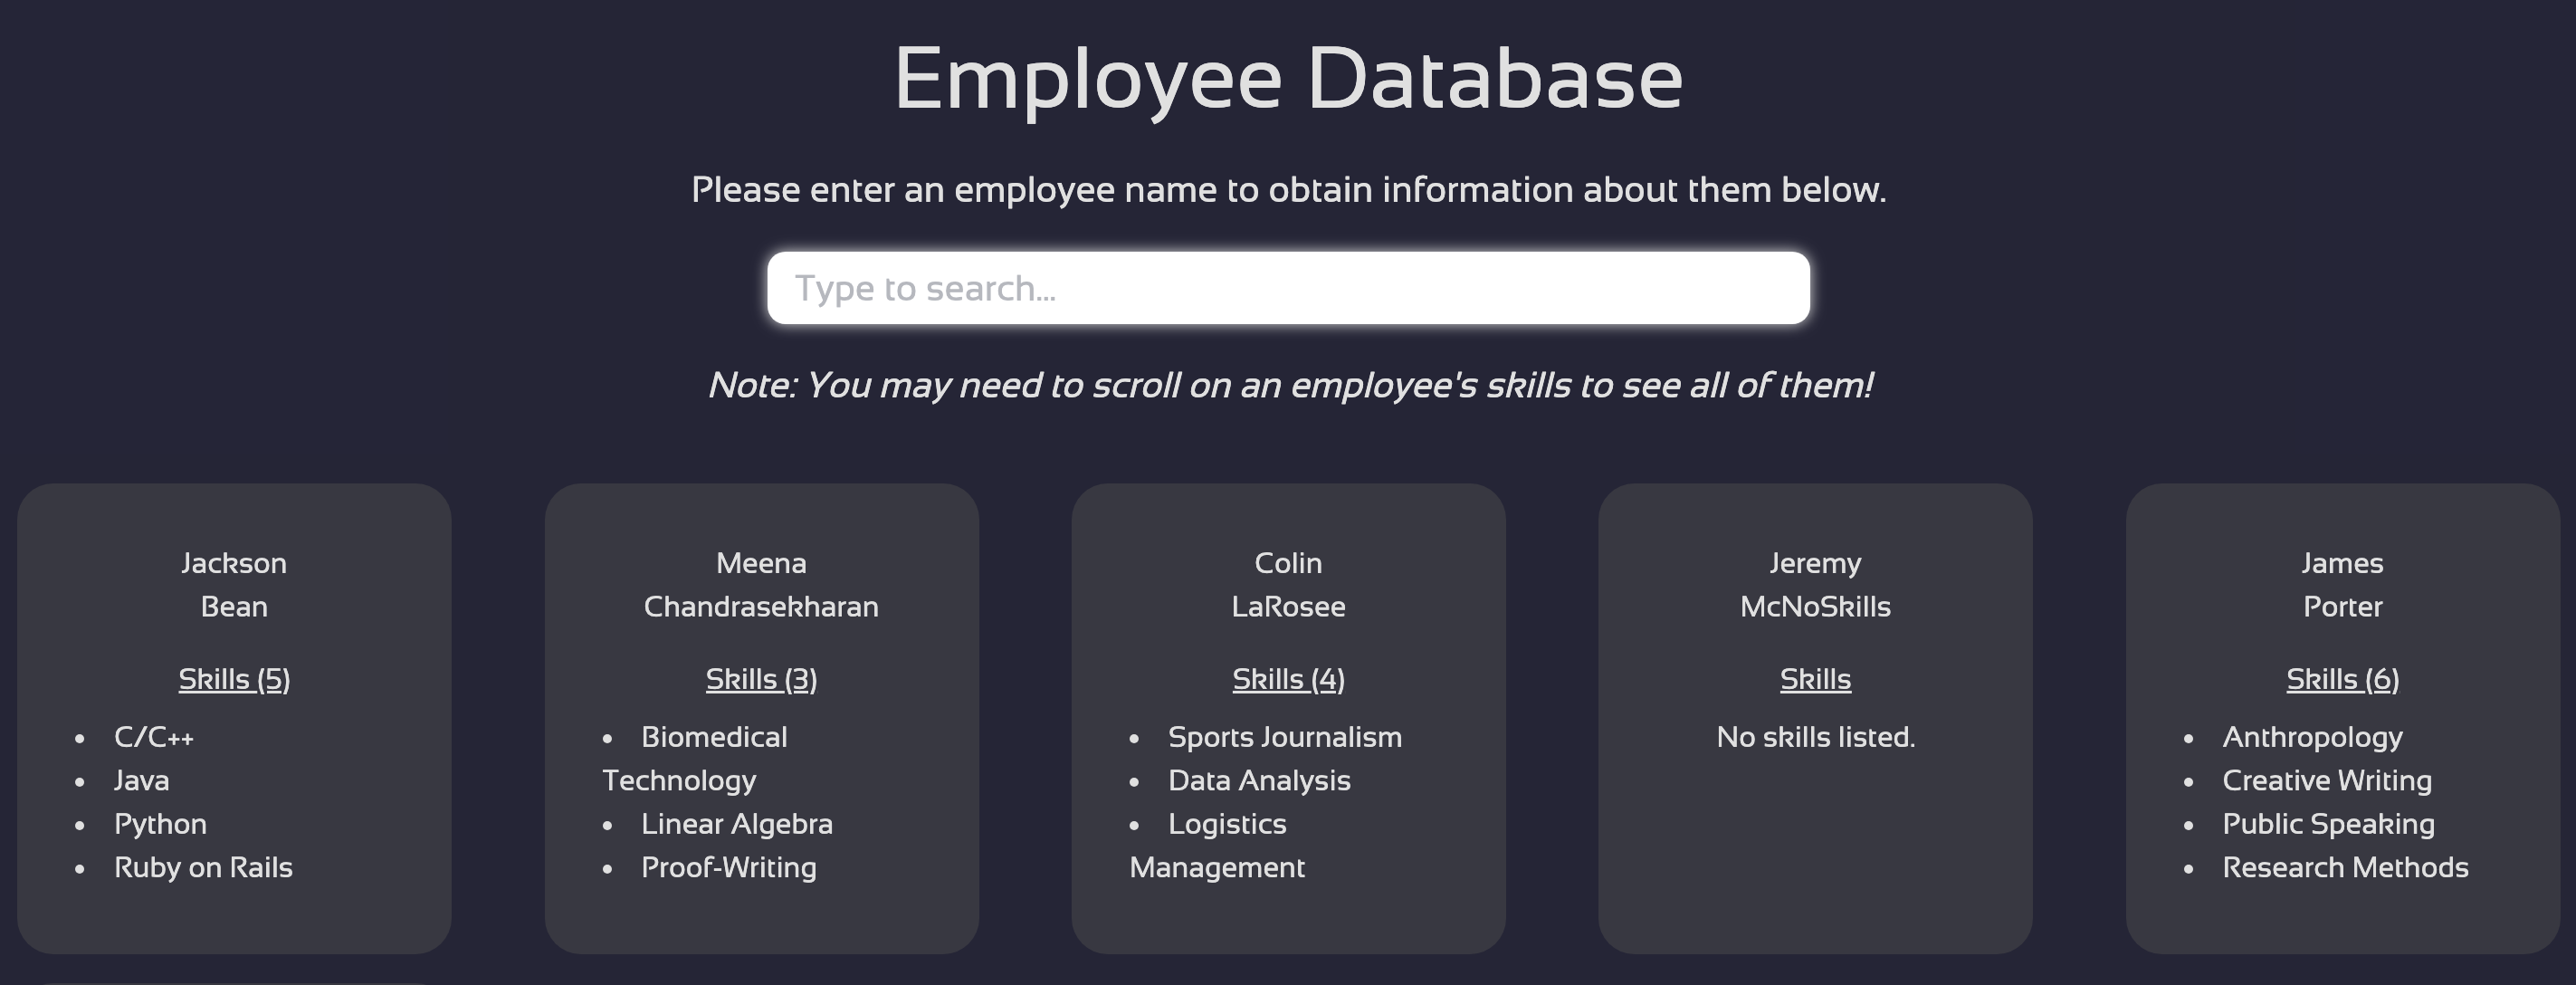 Employee Database
Please enter an employee name to obtain information about them below.
Type to search...
Note: You may need to scroll on an employee's skills to see all of them!
Jackson
Bean
Skills (5)
• C/C++
• Java
• Python
• Ruby on Rails
Meena
Chandrasekharan
Skills (3)
• Biomedical
Technology
• Linear Algebra
• Proof-Writing
Colin
LaRosee
Skills (4)
• Sports Journalism
• Data Analysis
• Logistics
Management
Jeremy
McNoSkills
Skills
No skills listed.
James
Porter
Skills (6)
• Anthropology
• Creative Writing
• Public Speaking
• Research Methods